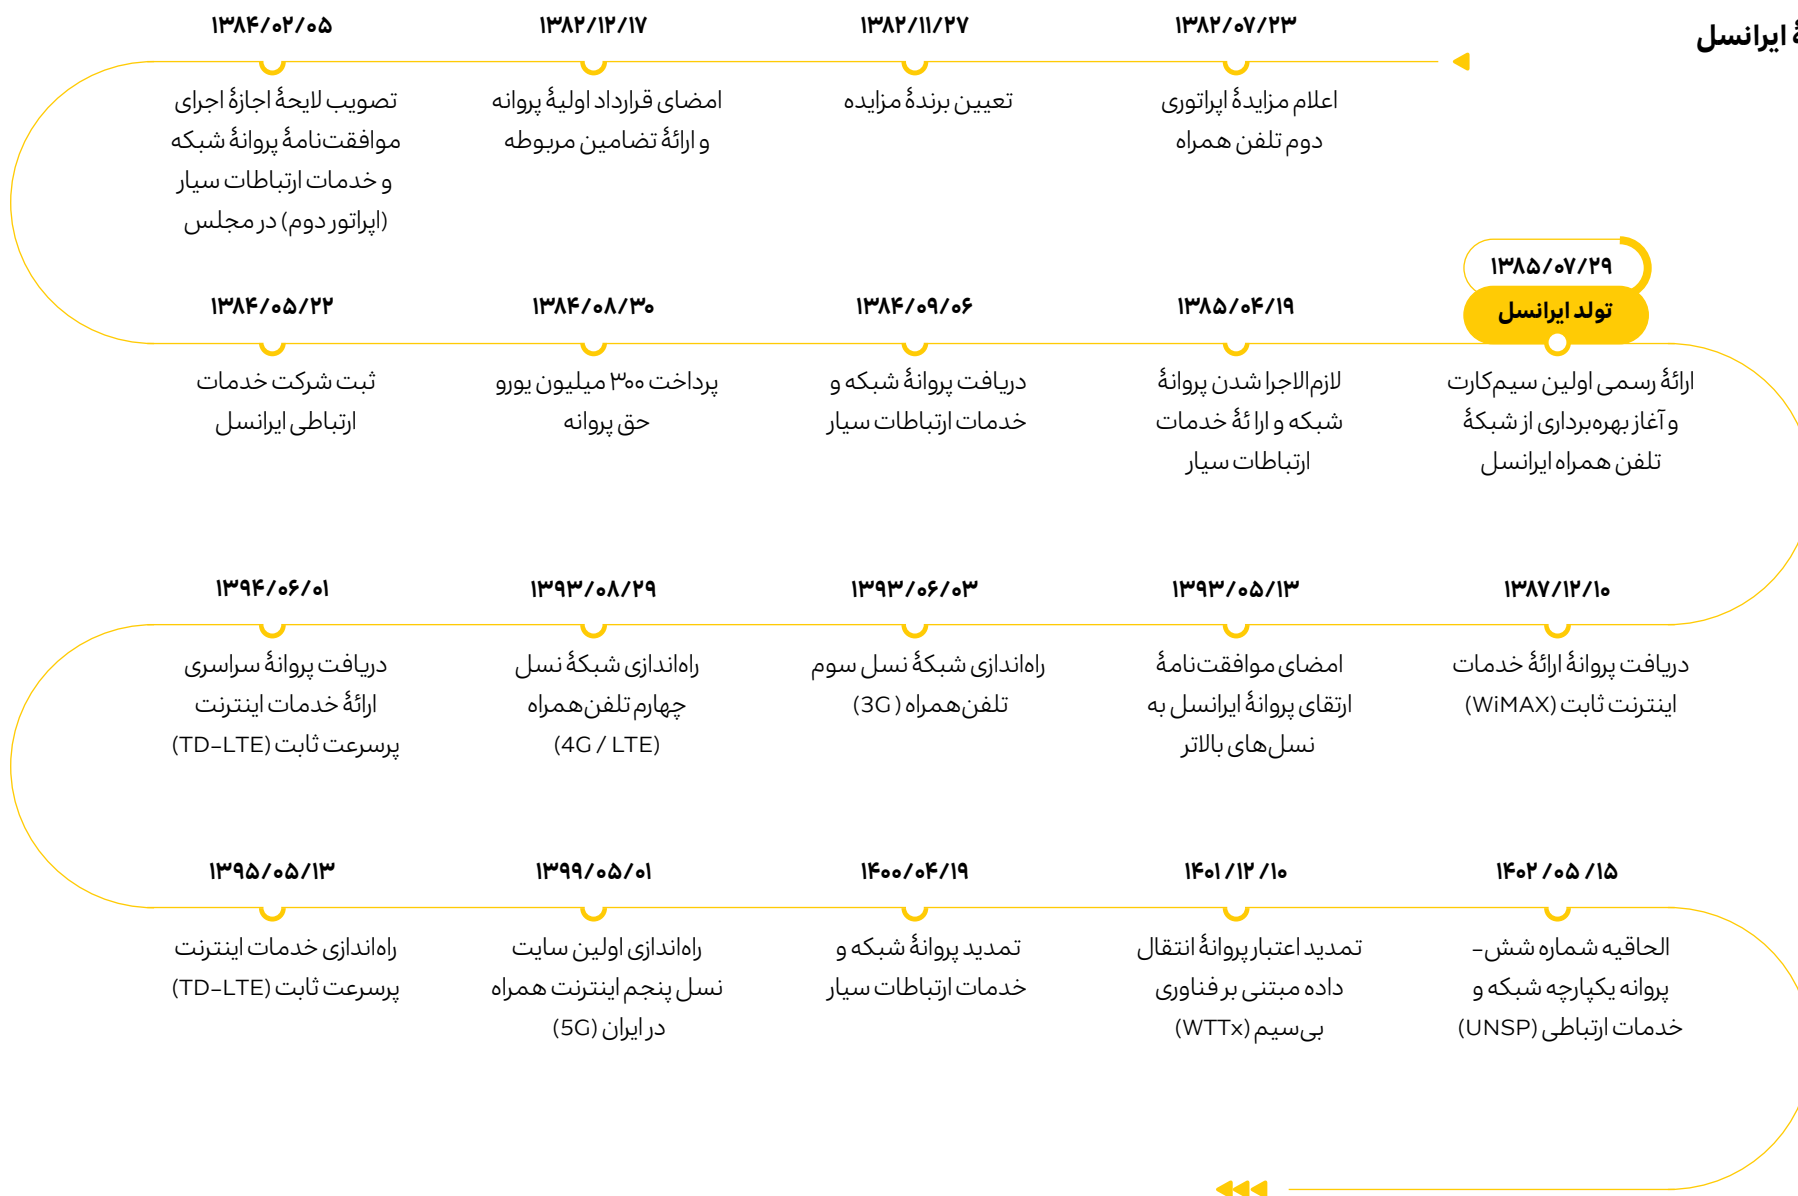 ایرانسل
۱۳۸۲/۰۷/۲۳
اعلام مزایدهٔ اپراتوری
دوم تلفن همراه
۱۳۸۲/۱۱/۲۷
تعیین برندهٔ مزایده
۱۳۸۲/۱۲/۱۷
امضای قرارداد اولیهٔ پروانه
و ارائهٔ تضامین مربوطه
۱۳۸۴/۰۲/۰۵
تصویب لایحهٔ اجازهٔ اجرای
موافقت‌نامهٔ پروانهٔ شبکه
و خدمات ارتباطات سیار
(اپراتور دوم) در مجلس
۱۳۸۴/۰۵/۲۲
ثبت شرکت خدمات
ارتباطی ایرانسل
۱۳۸۴/۰۸/۳۰
پرداخت ۳۰۰ میلیون یورو
حق پروانه
۱۳۸۴/۰۹/۰۶
دریافت پروانهٔ شبکه و
خدمات ارتباطات سیار
۱۳۸۵/۰۴/۱۹
لازم‌الاجرا شدن پروانهٔ
شبکه و ارا ئهٔ خدمات
ارتباطات سیار
۱۳۸۵/۰۷/۲۹
تولد ایرانسل
ارائهٔ رسمی اولین سیم‌کارت
و آغاز بهره‌برداری از شبکهٔ
تلفن همراه ایرانسل
۱۳۸۷/۱۲/۱۰
دریافت پروانهٔ ارائهٔ خدمات
اینترنت ثابت (WiMAX)
۱۳۹۳/۰۵/۱۳
امضای موافقت‌نامهٔ
ارتقای پروانهٔ ایرانسل به
نسل‌های بالاتر
۱۳۹۳/۰۶/۰۳
راه‌اندازی شبکهٔ نسل سوم
تلفن‌همراه (3G )
۱۳۹۳/۰۸/۲۹
راه‌اندازی شبکهٔ نسل
چهارم تلفن‌همراه
(4G / LTE)
۱۳۹۴/۰۶/۰۱
دریافت پروانهٔ سراسری
ارائهٔ خدمات اینترنت
پرسرعت ثابت (TD-LTE)
۱۳۹۵/۰۵/۱۳
راه‌اندازی خدمات اینترنت
پرسرعت ثابت (TD-LTE)
۱۳۹۹/۰۵/۰۱
راه‌اندازی اولین سایت
نسل پنجم اینترنت همراه
در ایران (5G)
۱۴۰۰/۰۴/۱۹
تمدید پروانهٔ شبکه و
خدمات ارتباطات سیار
۱۴۰۱/۱۲/۱۰
تمدید اعتبار پروانهٔ انتقال
داده مبتنی بر فناوری
بی‌سیم (WTTx)
۱۴۰۲/۰۵/۱۵
الحاقیه شماره شش-
پروانه یکپارچه شبکه و
خدمات ارتباطی (UNSP)